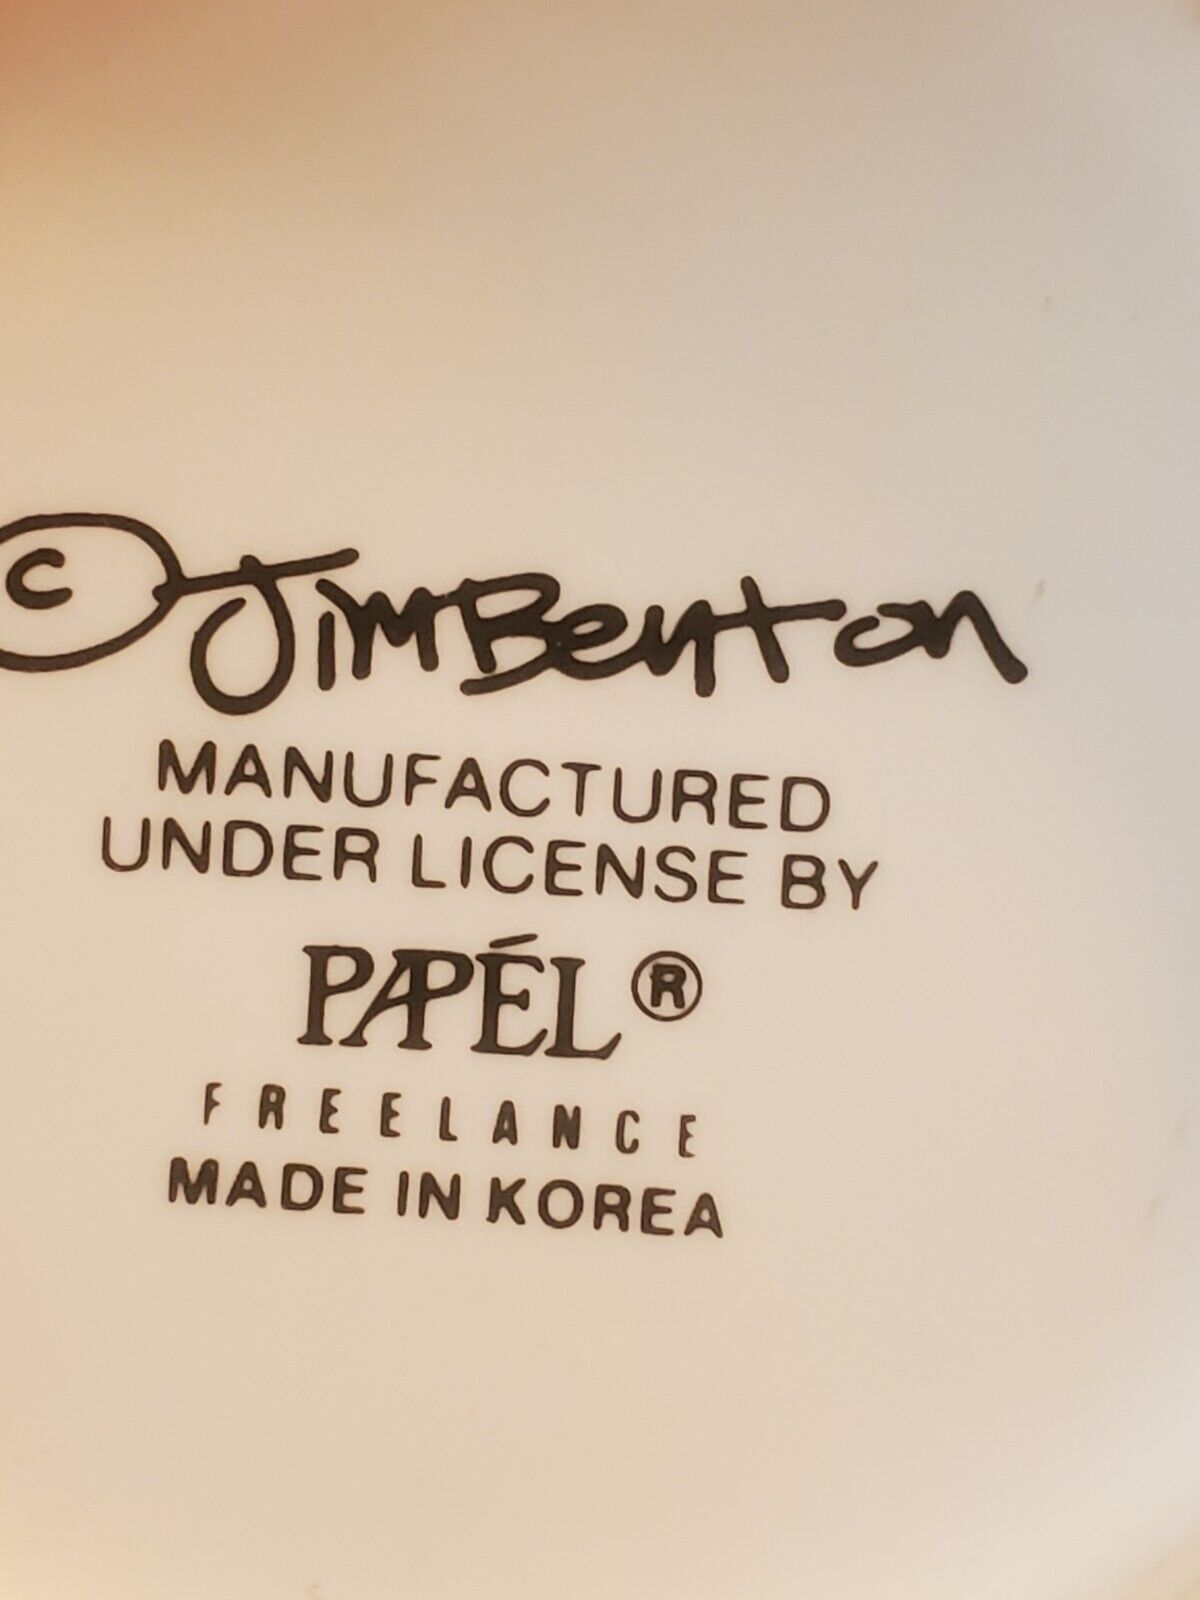 © Jim Benton
MANUFACTURED
UNDER LICENSE BY
PAPÉL ®
FREELANCE
MADE IN KOREA